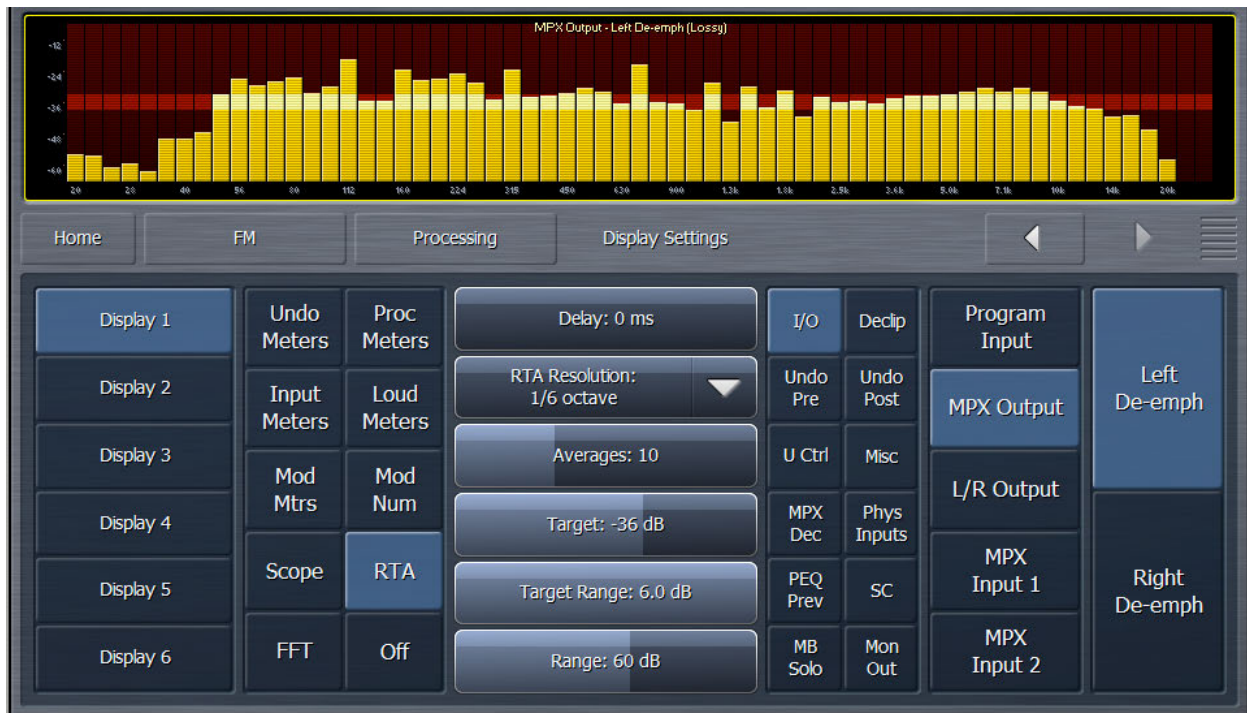 MPX Output - Left De-emph (Lossy)
-12
-24
-36
-48
-60
20 28 40 56 80 112 160 224 315 450 630 900 1.3k 1.8k 2.5k 3.6k 5.0k 7.1k 10k 14k 20k
Home FM Processing Display Settings
Display 1
Display 2
Display 3
Display 4
Display 5
Display 6
Undo
Meters
Proc
Meters
Input
Meters
Loud
Meters
Mod
Mtrs
Mod
Num
Scope
RTA
FFT
Off
Delay: 0 ms
RTA Resolution:
1/6 octave
Averages: 10
Target: -36 dB
Target Range: 6.0 dB
Range: 60 dB
I/O
Declip
Undo
Pre
Undo
Post
U Ctrl
Misc
MPX
Dec
Phys
Inputs
PEQ
Prev
SC
MB
Solo
Mon
Out
Program
Input
MPX Output
L/R Output
MPX
Input 1
MPX
Input 2
Left
De-emph
Right
De-emph